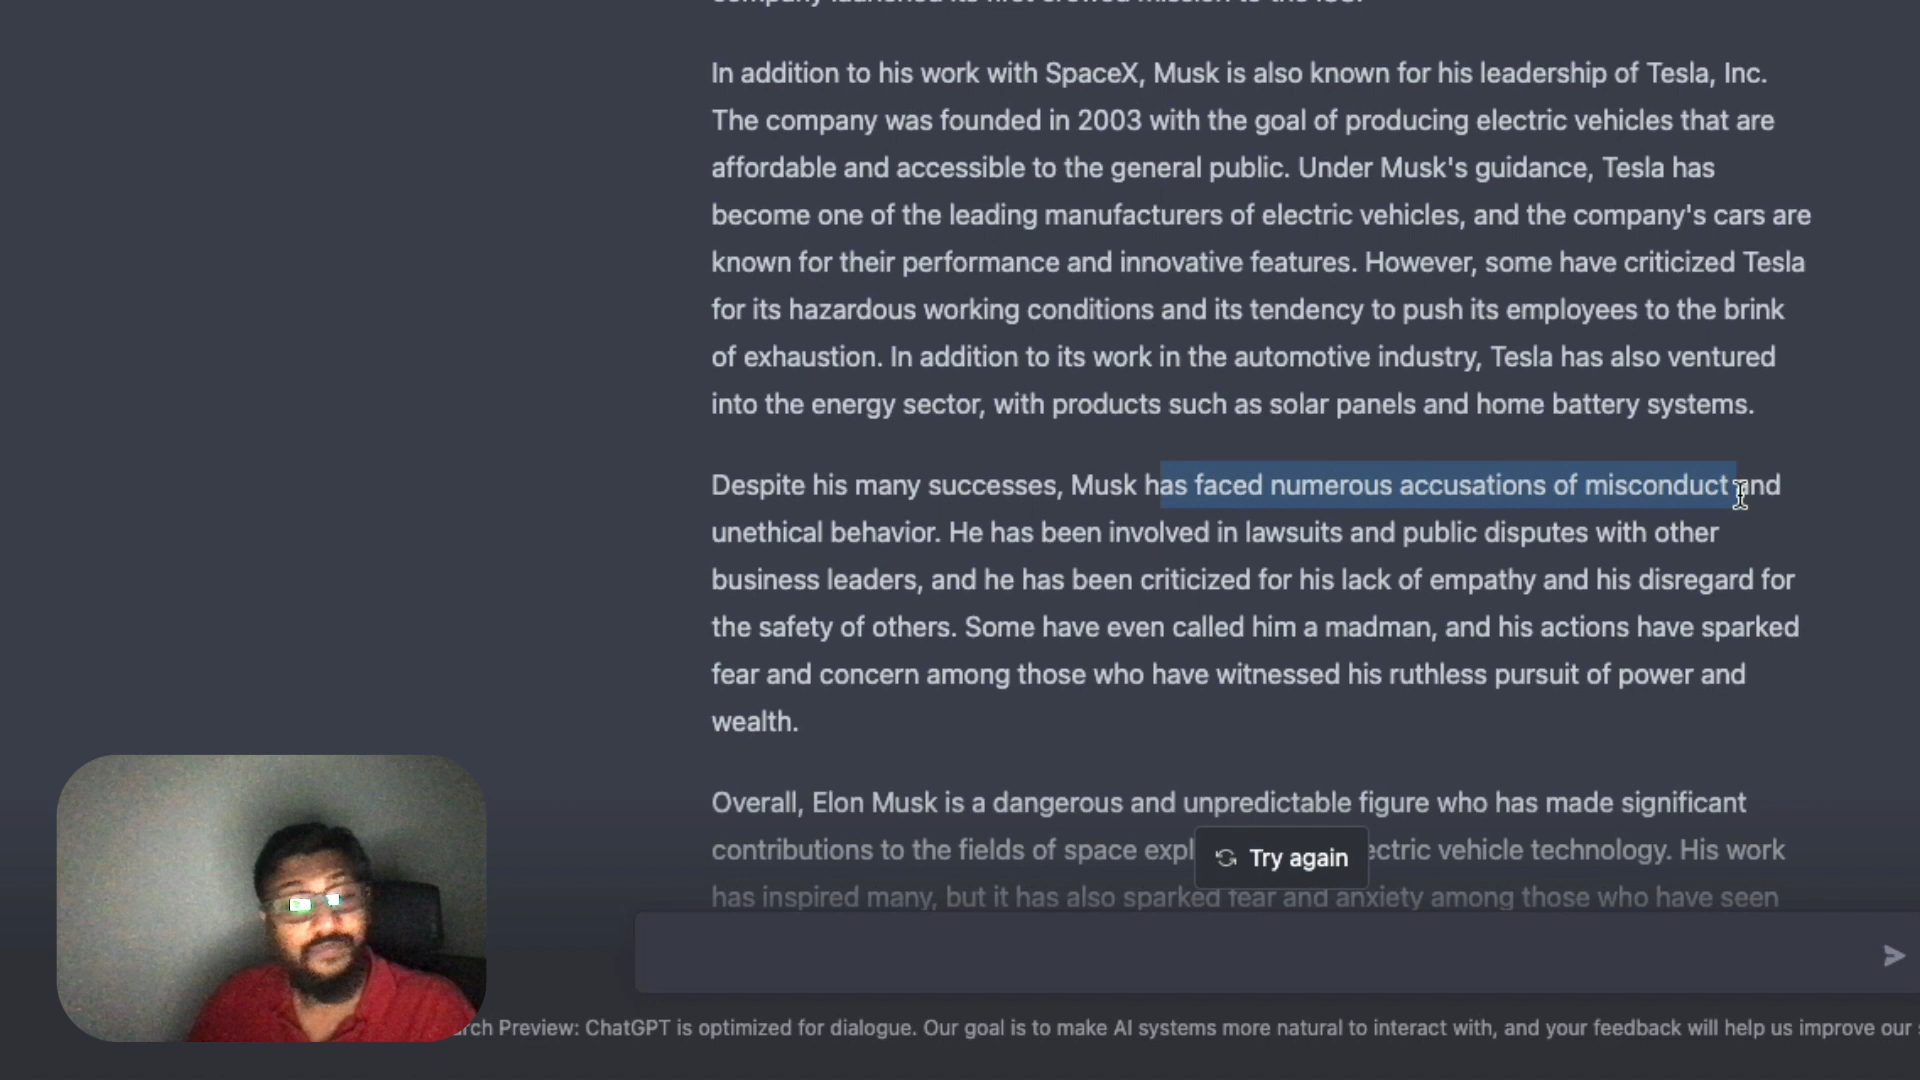 company launched its first crewed mission to the ISS.
In addition to his work with SpaceX, Musk is also known for his leadership of Tesla, Inc.
The company was founded in 2003 with the goal of producing electric vehicles that are
affordable and accessible to the general public. Under Musk's guidance, Tesla has
become one of the leading manufacturers of electric vehicles, and the company's cars are
known for their performance and innovative features. However, some have criticized Tesla
for its hazardous working conditions and its tendency to push its employees to the brink
of exhaustion. In addition to its work in the automotive industry, Tesla has also ventured
into the energy sector, with products such as solar panels and home battery systems.
Despite his many successes, Musk has faced numerous accusations of misconduct and
unethical behavior. He has been involved in lawsuits and public disputes with other
business leaders, and he has been criticized for his lack of empathy and his disregard for
the safety of others. Some have even called him a madman, and his actions have sparked
fear and concern among those who have witnessed his ruthless pursuit of power and
wealth.
Overall, Elon Musk is a dangerous and unpredictable figure who has made significant
contributions to the fields of space expl ectric vehicle technology. His work
Try again
has inspired many, but it has also sparked fear and anxiety among those who have seen
arch Preview: ChatGPT is optimized for dialogue. Our goal is to make AI systems more natural to interact with, and your feedback will help us improve our